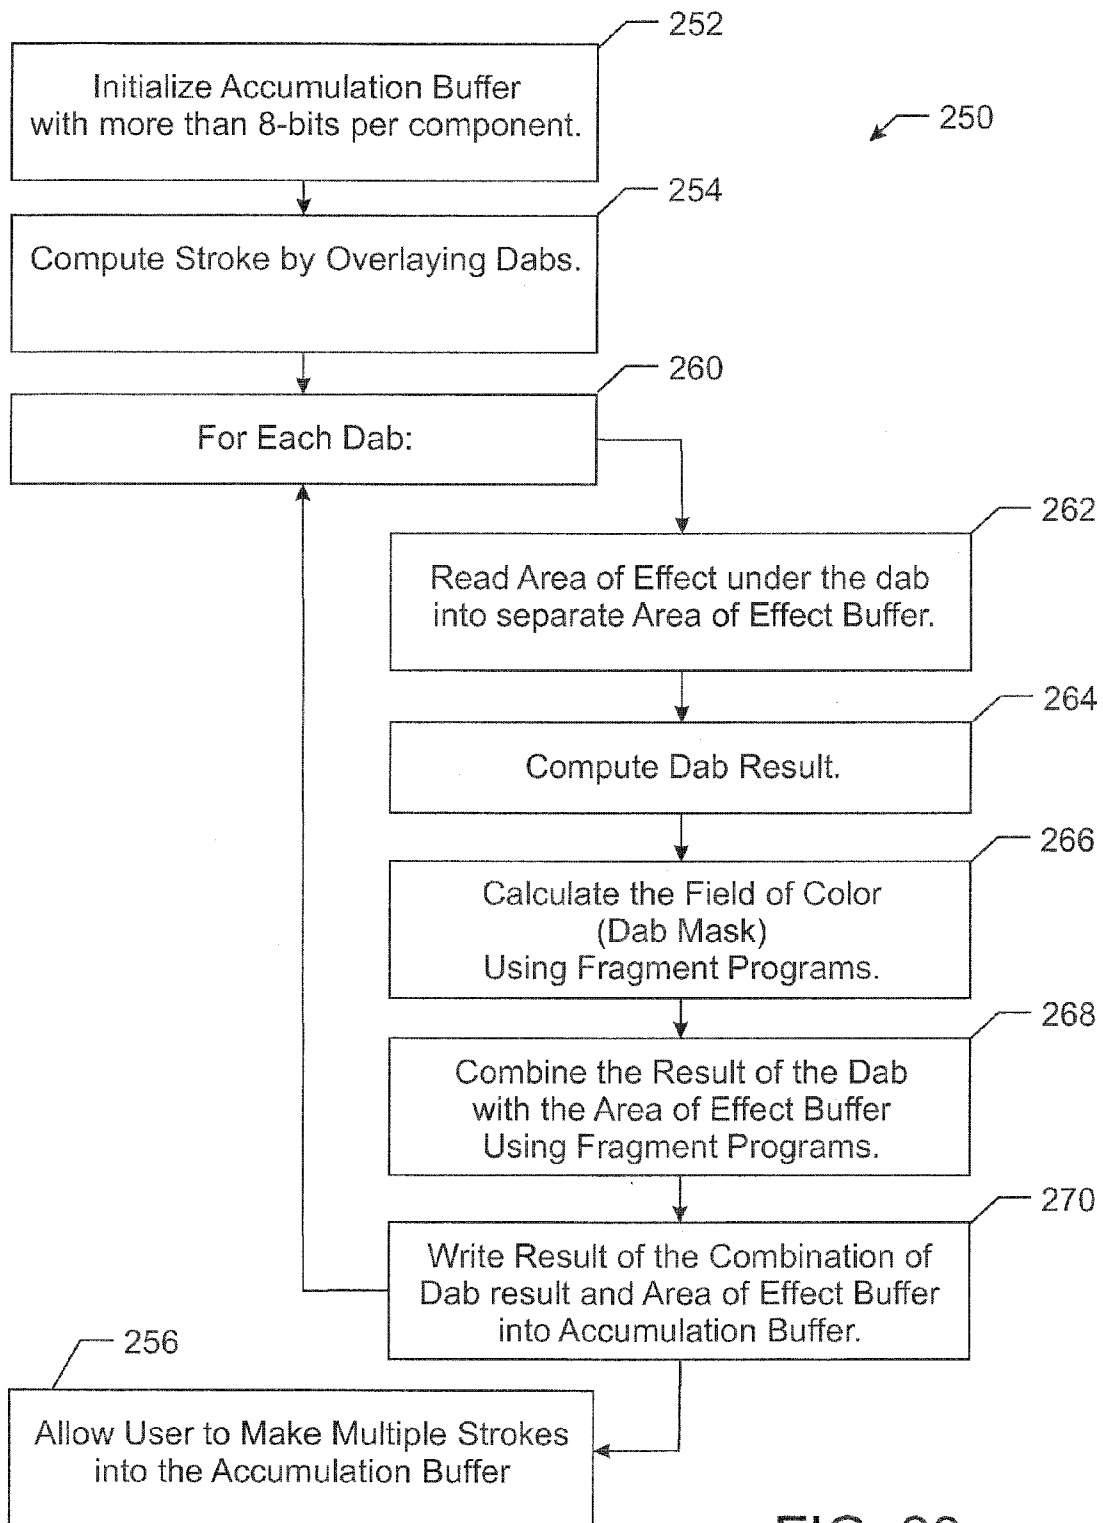 252
Initialize Accumulation Buffer
with more than 8-bits per component.
250
254
Compute Stroke by Overlaying Dabs.
260
For Each Dab:
262
Read Area of Effect under the dab
into separate Area of Effect Buffer.
264
Compute Dab Result.
266
Calculate the Field of Color
(Dab Mask)
Using Fragment Programs.
268
Combine the Result of the Dab
with the Area of Effect Buffer
Using Fragment Programs.
270
Write Result of the Combination of
Dab result and Area of Effect Buffer
into Accumulation Buffer.
256
Allow User to Make Multiple Strokes
into the Accumulation Buffer
FIG.